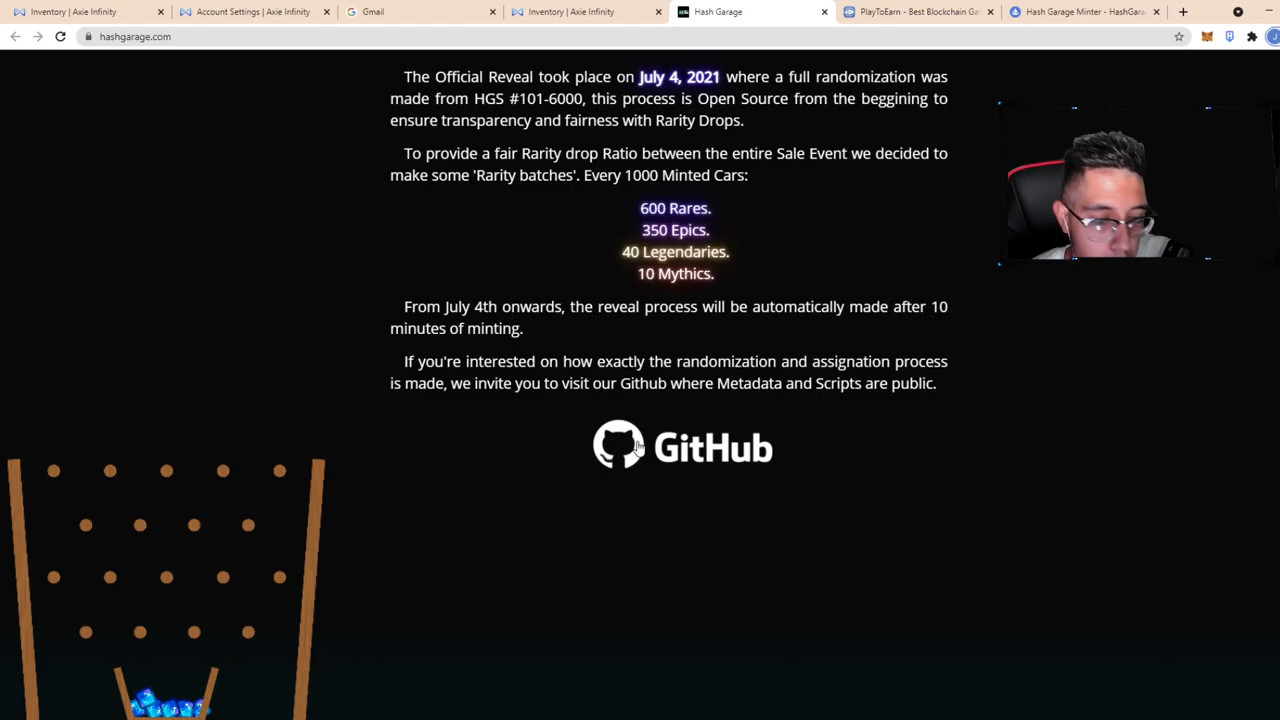 Inventory | Axie Infinity
Account Settings | Axie Infinity
Gmail
Inventory | Axie Infinity
Hash Garage
PlayToEarn - Best Blockchain Ga
Hash Garage Minter - HashGara
hashgarage.com
The Official Reveal took place on July 4, 2021 where a full randomization was
made from HGS #101-6000, this process is Open Source from the beggining to
ensure transparency and fairness with Rarity Drops.
To provide a fair Rarity drop Ratio between the entire Sale Event we decided to
make some 'Rarity batches'. Every 1000 Minted Cars:
600 Rares.
350 Epics.
40 Legendaries.
10 Mythics.
From July 4th onwards, the reveal process will be automatically made after 10
minutes of minting.
If you're interested on how exactly the randomization and assignation process
is made, we invite you to visit our Github where Metadata and Scripts are public.
GitHub